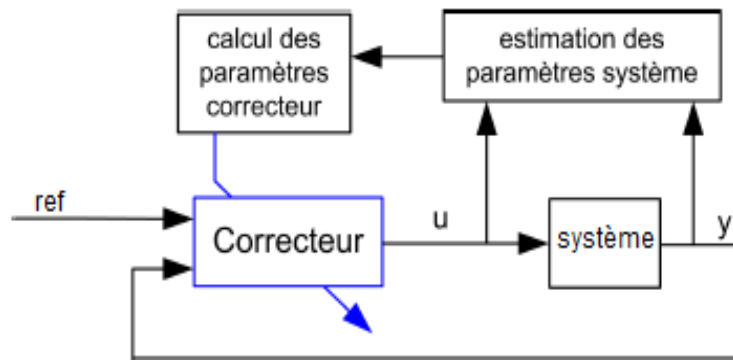 calcul des
paramètres
correcteur
estimation des
paramètres système
ref
Correcteur
u
système
y